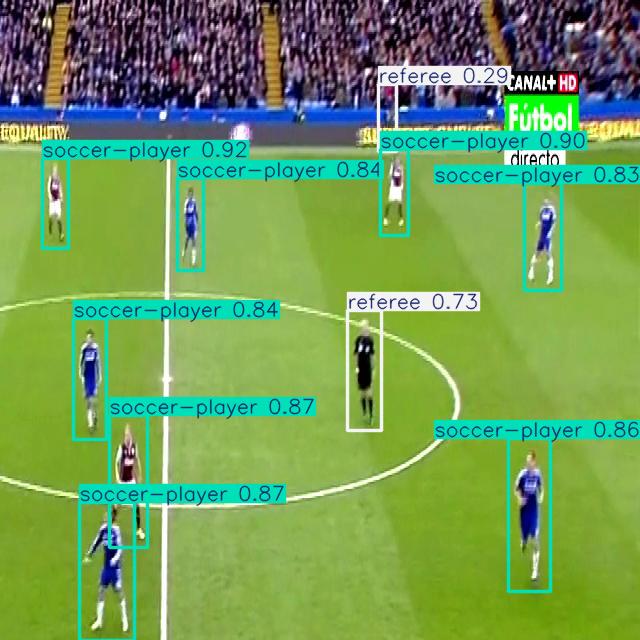 referee 0.29
CANAL+ HD
Fútbol
directo
EQUALITY
soccer-player 0.92
soccer-player 0.90
soccer-player 0.84
soccer-player 0.83
referee 0.73
soccer-player 0.84
soccer-player 0.87
soccer-player 0.86
soccer-player 0.87